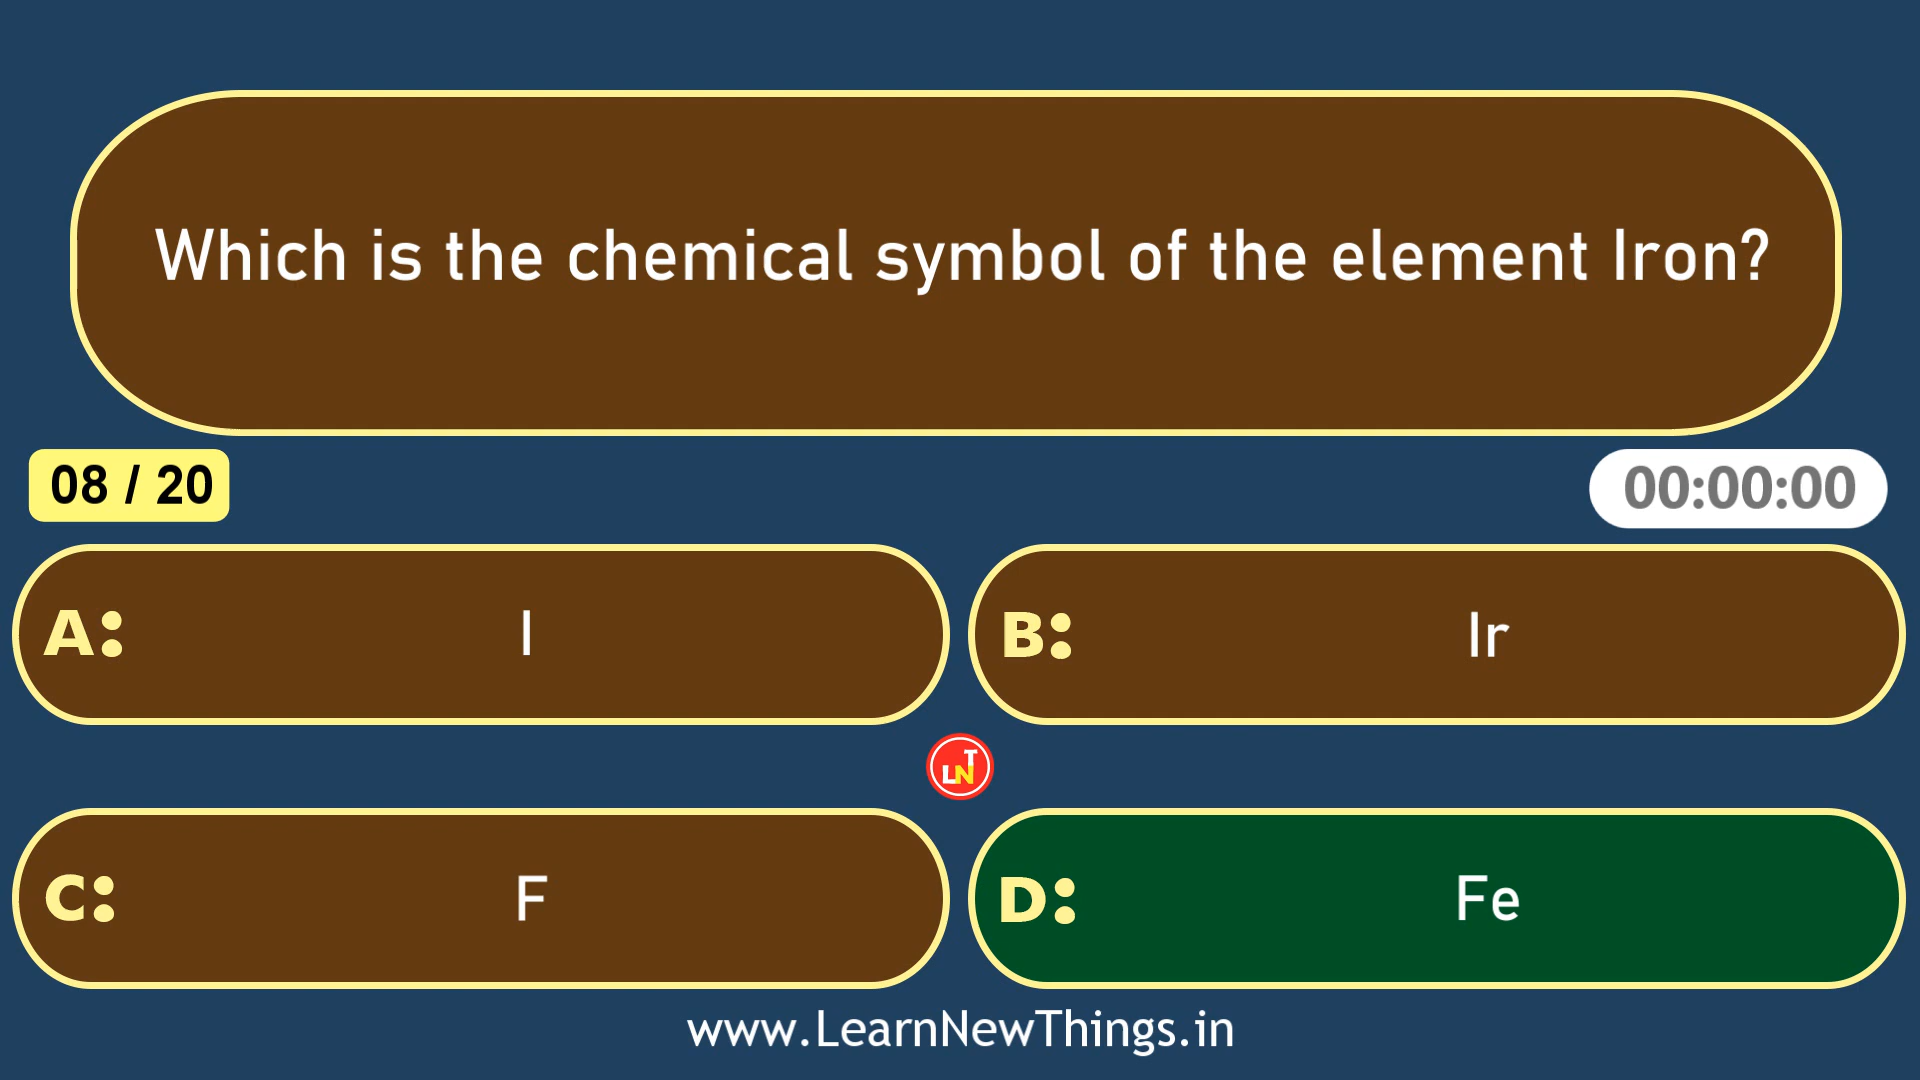 Which is the chemical symbol of the element Iron?
08 / 20
00:00:00
A: I
B: Ir
LNT
C: F
D: Fe
www.LearnNewThings.in